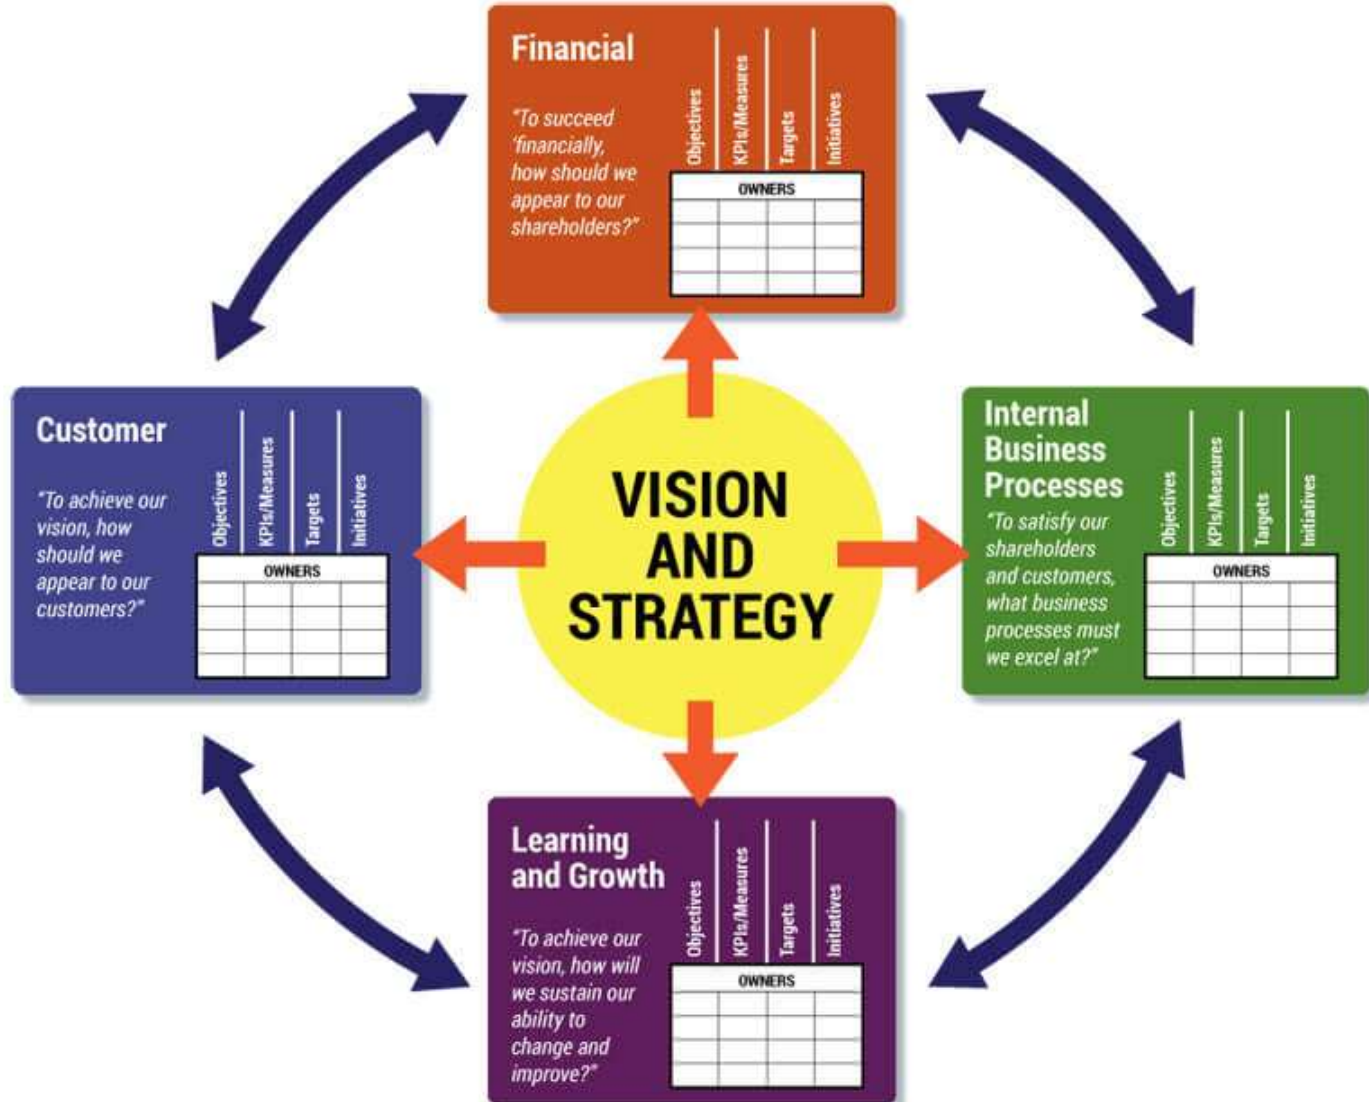 Financial
"To succeed
'financially,
how should we
appear to our
shareholders?"
Objectives
KPIs/Measures
Targets
Initiatives
OWNERS
Customer
"To achieve our
vision, how
should we
appear to our
customers?"
Objectives
KPIs/Measures
Targets
Initiatives
OWNERS
VISION
AND
STRATEGY
Internal
Business
Processes
"To satisfy our
shareholders
and customers,
what business
processes must
we excel at?"
Objectives
KPIs/Measures
Targets
Initiatives
OWNERS
Learning
and Growth
"To achieve our
vision, how will
we sustain our
ability to
change and
improve?"
Objectives
KPIs/Measures
Targets
Initiatives
OWNERS